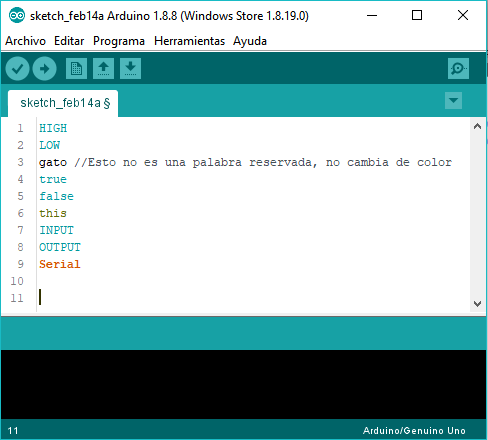 sketch_feb14a Arduino 1.8.8 (Windows Store 1.8.19.0)
Archivo Editar Programa Herramientas Ayuda
sketch_feb14a §
1 HIGH
2 LOW
3 gato //Esto no es una palabra reservada, no cambia de color
4 true
5 false
6 this
7 INPUT
8 OUTPUT
9 Serial
10
11
11 Arduino/Genuino Uno